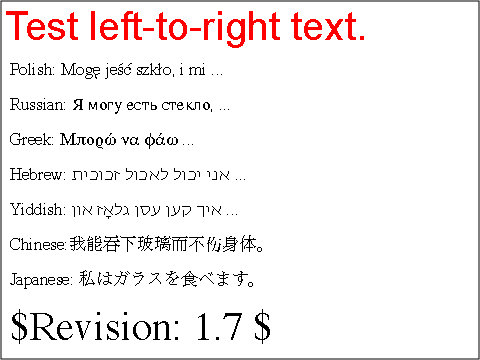 Test left-to-right text.
Polish: Mogę jeść szkło, i mi ...
Russian: Я могу есть стекло, ...
Greek: Μπορώ να φάω ...
Hebrew: אני יכול לאכול זכוכית ...
Yiddish: איך קען עסן גלאָז און ...
Chinese: 我能吞下玻璃而不伤身体。
Japanese: 私はガラスを食べます。
$Revision: 1.7 $